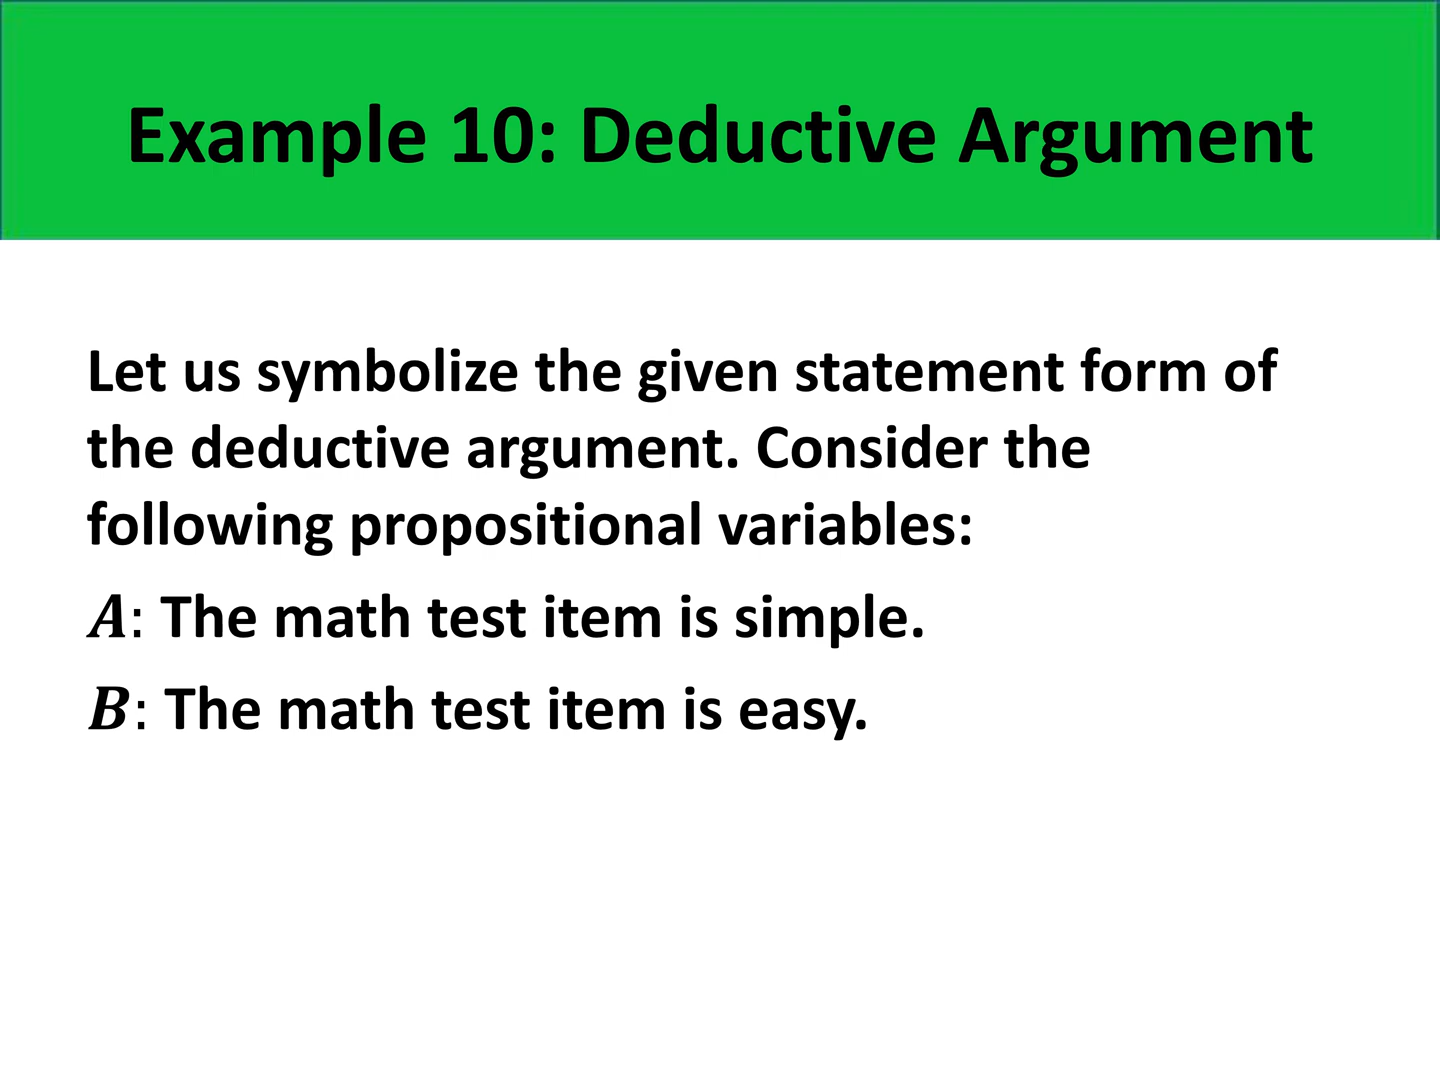 Example 10: Deductive Argument
Let us symbolize the given statement form of
the deductive argument. Consider the
following propositional variables:
A: The math test item is simple.
B: The math test item is easy.